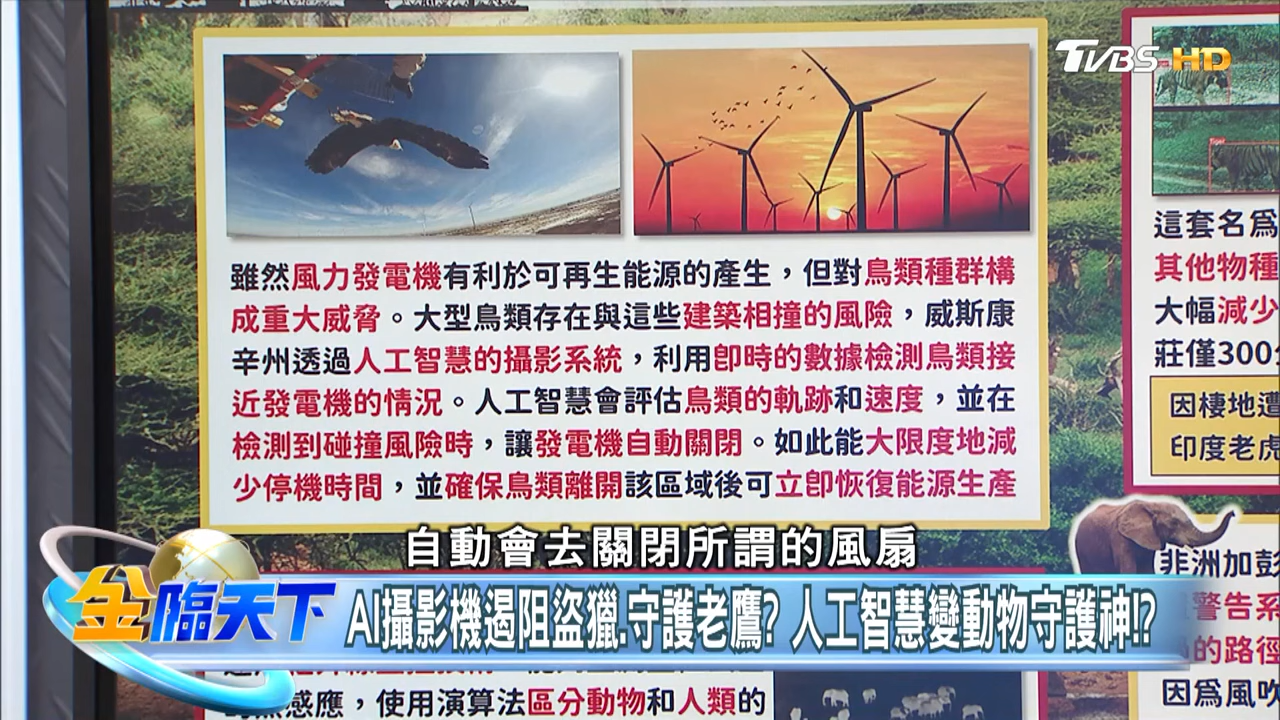 TVBS HD
雖然風力發電機有利於可再生能源的產生，但對鳥類種群構
成重大威脅。大型鳥類存在與這些建築相撞的風險，威斯康
辛州透過人工智慧的攝影系統，利用即時的數據檢測鳥類接
近發電機的情況。人工智慧會評估鳥類的軌跡和速度，並在
檢測到碰撞風險時，讓發電機自動關閉。如此能大限度地減
少停機時間，並確保鳥類離開該區域後可立即恢復能源生產
Tiger
這套名為
其他物種
大幅減少
莊僅300
因棲地遭
印度老虎
非洲加彭
警告系
的路徑
因為風吹
自動會去關閉所謂的風扇
金臨天下
AI攝影機遏阻盜獵.守護老鷹? 人工智慧變動物守護神!?
感應，使用演算法區分動物和人類的